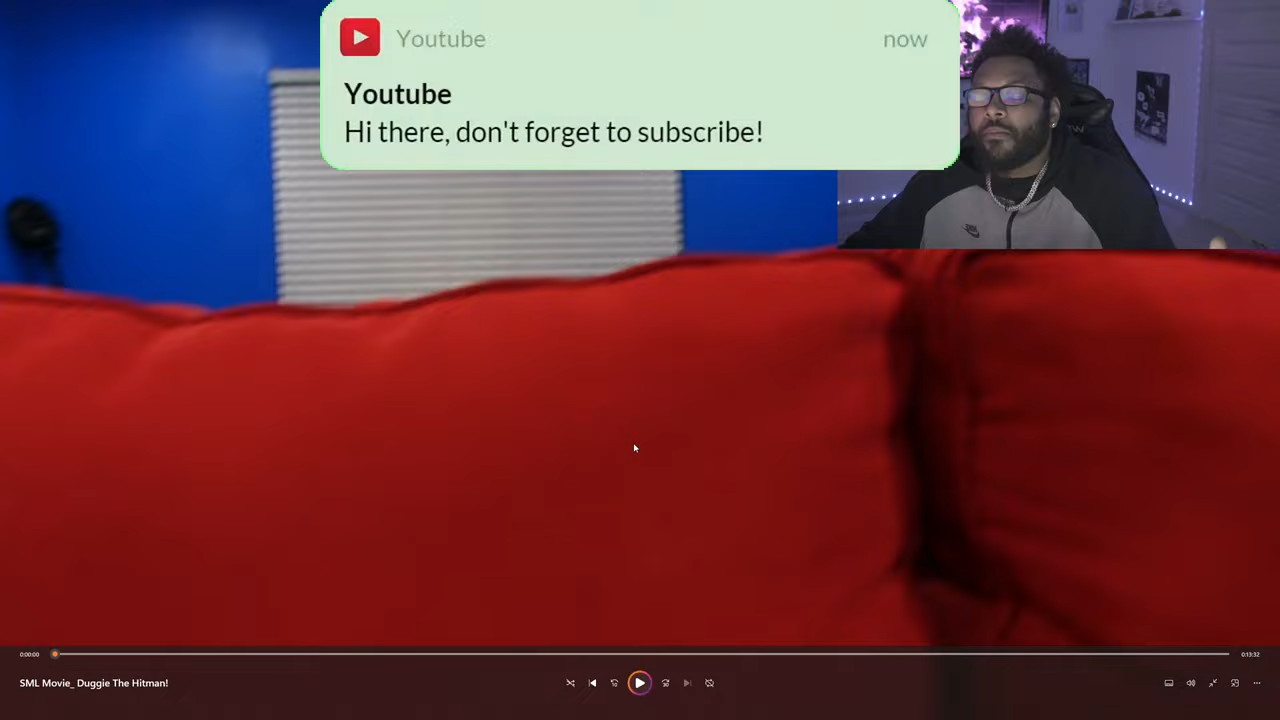 Youtube
now
Youtube
Hi there, don't forget to subscribe!
0:00:00
0:13:32
SML Movie_ Duggie The Hitman!